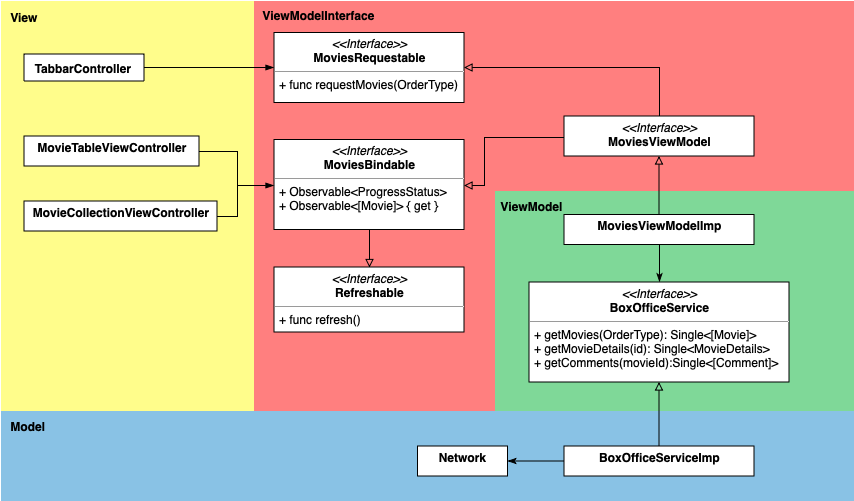 View
ViewModelInterface
<<Interface>>
MoviesRequestable
+ func requestMovies(OrderType)
TabbarController
<<Interface>>
MoviesViewModel
MovieTableViewController
<<Interface>>
MoviesBindable
+ Observable<ProgressStatus>
+ Observable<[Movie]> { get }
MovieCollectionViewController
ViewModel
MoviesViewModelImp
<<Interface>>
Refreshable
+ func refresh()
<<Interface>>
BoxOfficeService
+ getMovies(OrderType): Single<[Movie]>
+ getMovieDetails(id): Single<MovieDetails>
+ getComments(movieId):Single<[Comment]>
Model
Network
BoxOfficeServiceImp